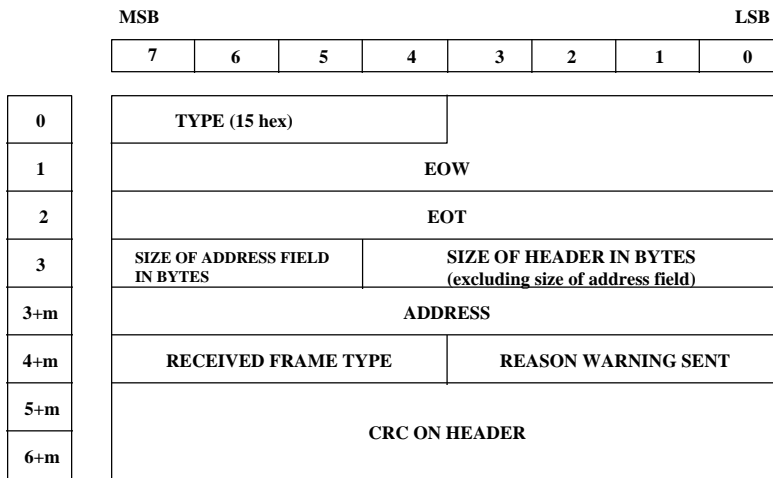 MSB LSB
7 6 5 4 3 2 1 0
0 TYPE (15 hex)
1 EOW
2 EOT
3 SIZE OF ADDRESS FIELD IN BYTES SIZE OF HEADER IN BYTES (excluding size of address field)
3+m ADDRESS
4+m RECEIVED FRAME TYPE REASON WARNING SENT
5+m
CRC ON HEADER
6+m